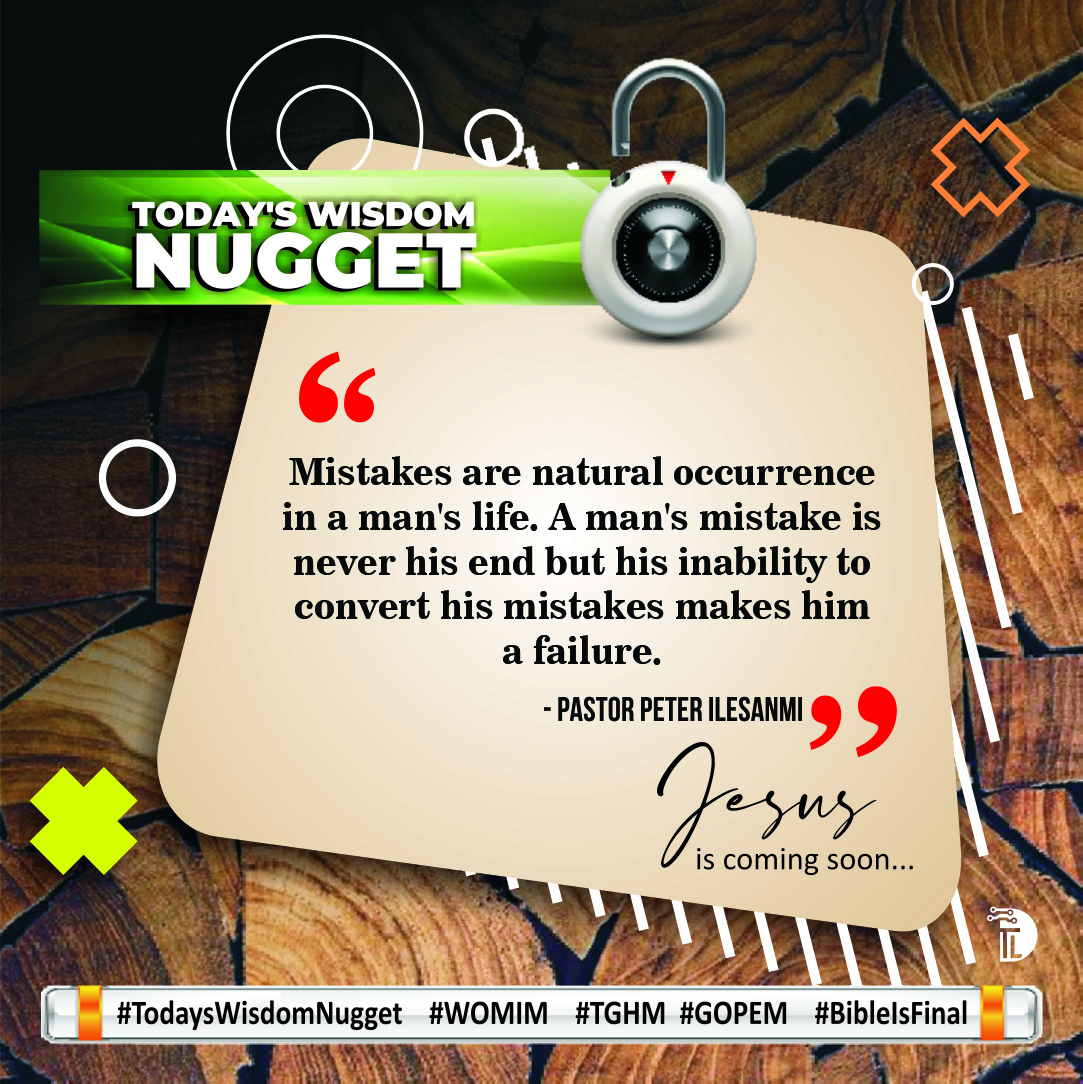 TODAY'S WISDOM
NUGGET
“
Mistakes are natural occurrence
in a man's life. A man's mistake is
never his end but his inability to
convert his mistakes makes him
a failure.
- PASTOR PETER ILESANMI ”
Jesus
is coming soon...
#TodaysWisdomNugget #WOMIM #TGHM #GOPEM #BibleIsFinal